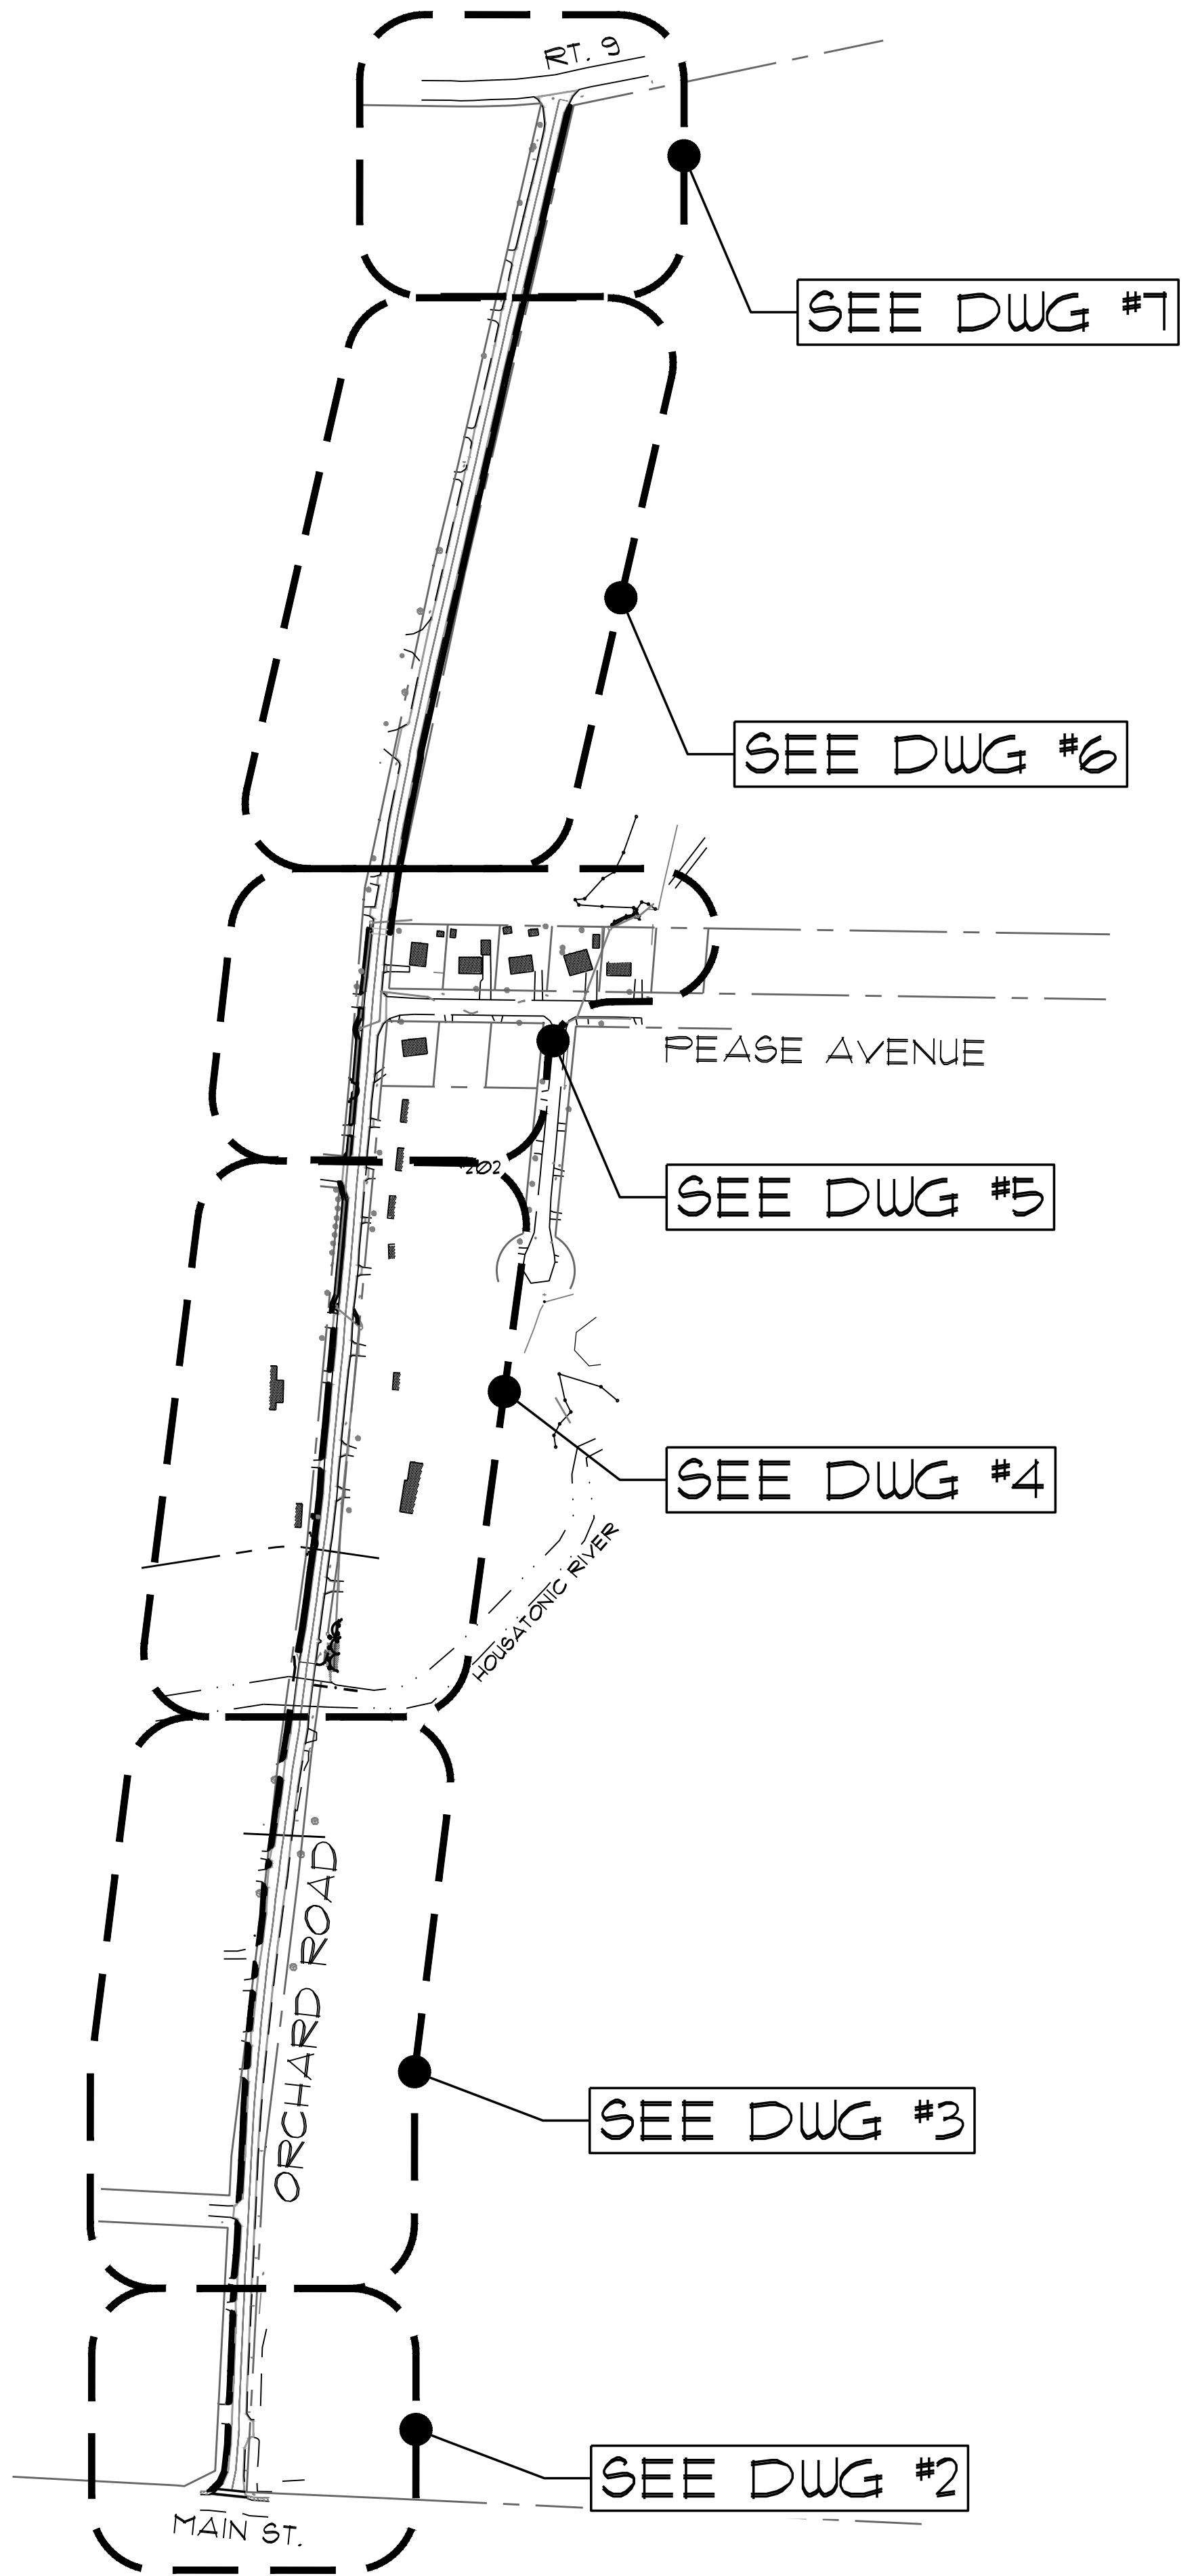 RT. 9
SEE DWG #7
SEE DWG #6
PEASE AVENUE
202
SEE DWG #5
SEE DWG #4
HOUSATONIC RIVER
ORCHARD ROAD
SEE DWG #3
SEE DWG #2
MAIN ST.